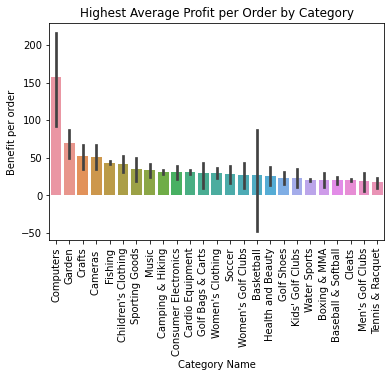 Highest Average Profit per Order by Category
Benefit per order
200
150
100
50
0
−50
Computers
Garden
Crafts
Cameras
Fishing
Children's Clothing
Sporting Goods
Music
Camping & Hiking
Consumer Electronics
Cardio Equipment
Golf Bags & Carts
Women's Clothing
Soccer
Women's Golf Clubs
Basketball
Health and Beauty
Golf Shoes
Kids' Golf Clubs
Water Sports
Boxing & MMA
Baseball & Softball
Cleats
Men's Golf Clubs
Tennis & Racquet
Category Name